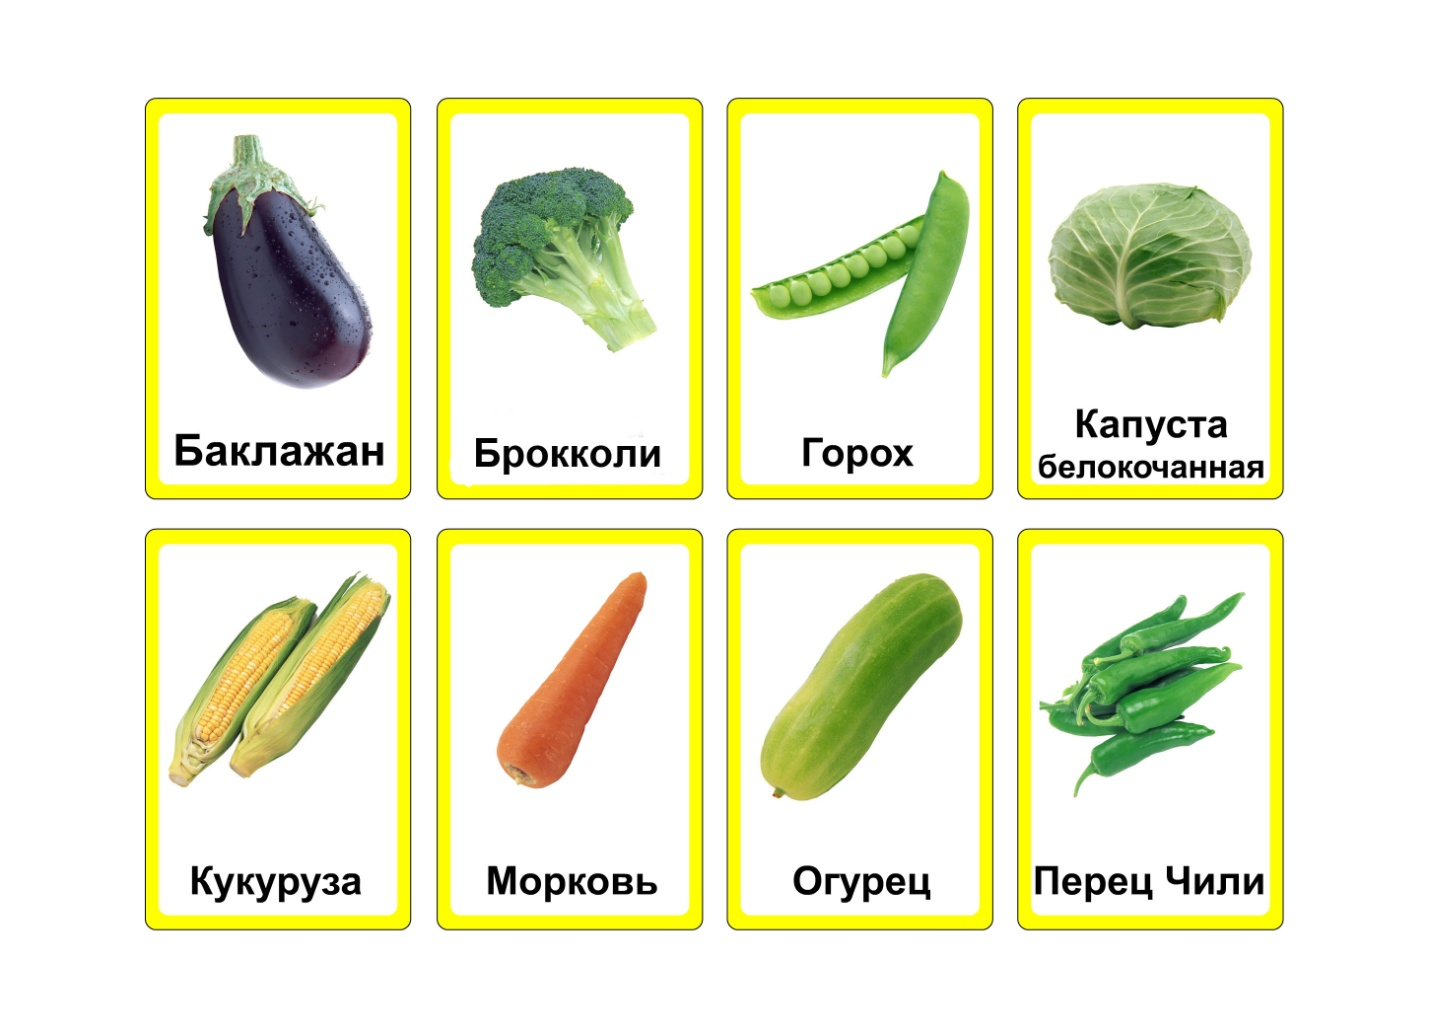 Баклажан
Брокколи
Горох
Капуста
белокочанная
Кукуруза
Морковь
Огурец
Перец Чили